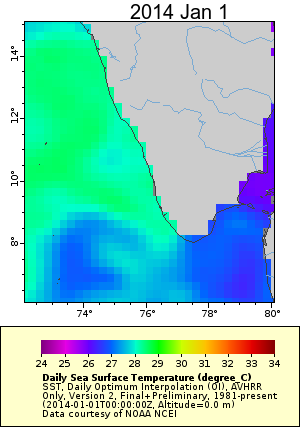 2014 Jan 1
14°
12°
10°
8°
74° 76° 78° 80°
24 25 26 27 28 29 30 31 32 33 34
Daily Sea Surface Temperature (degree_C)
SST, Daily Optimum Interpolation (OI), AVHRR
Only, Version 2, Final+Preliminary, 1981-present
(2014-01-01T00:00:00Z, Altitude=0.0 m)
Data courtesy of NOAA NCEI